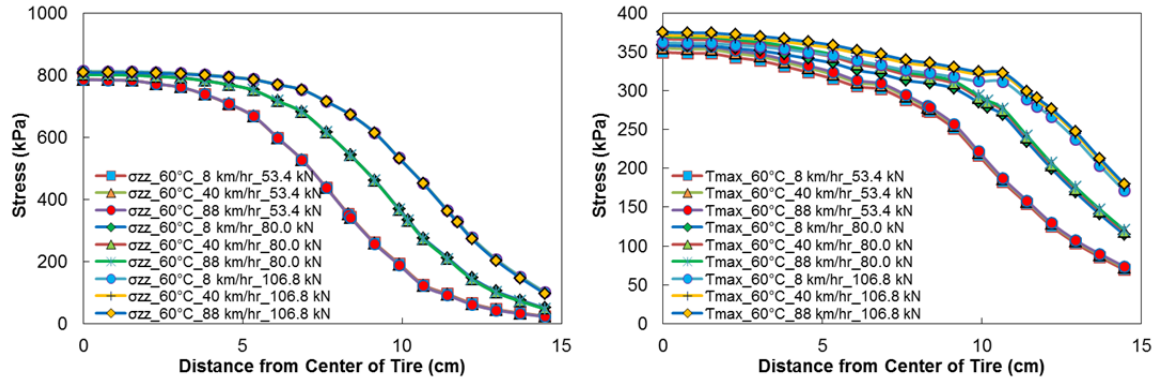 1000
800
600
400
200
0
Stress (kPa)
σzz_60°C_8 km/hr_53.4 kN
σzz_60°C_40 km/hr_53.4 kN
σzz_60°C_88 km/hr_53.4 kN
σzz_60°C_8 km/hr_80.0 kN
σzz_60°C_40 km/hr_80.0 kN
σzz_60°C_88 km/hr_80.0 kN
σzz_60°C_8 km/hr_106.8 kN
σzz_60°C_40 km/hr_106.8 kN
σzz_60°C_88 km/hr_106.8 kN
0 5 10 15
Distance from Center of Tire (cm)
400
350
300
250
200
150
100
50
0
Stress (kPa)
Tmax_60°C_8 km/hr_53.4 kN
Tmax_60°C_40 km/hr_53.4 kN
Tmax_60°C_88 km/hr_53.4 kN
Tmax_60°C_8 km/hr_80.0 kN
Tmax_60°C_40 km/hr_80.0 kN
Tmax_60°C_88 km/hr_80.0 kN
Tmax_60°C_8 km/hr_106.8 kN
Tmax_60°C_40 km/hr_106.8 kN
Tmax_60°C_88 km/hr_106.8 kN
0 5 10 15
Distance from Center of Tire (cm)